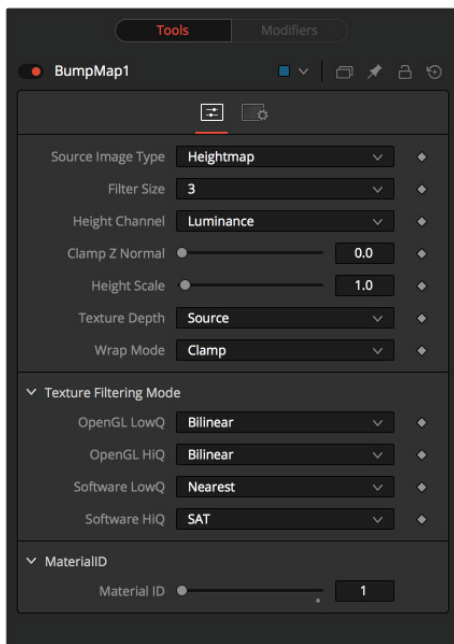 Tools Modifiers
BumpMap1
Source Image Type Heightmap
Filter Size 3
Height Channel Luminance
Clamp Z Normal 0.0
Height Scale 1.0
Texture Depth Source
Wrap Mode Clamp
Texture Filtering Mode
OpenGL LowQ Bilinear
OpenGL HiQ Bilinear
Software LowQ Nearest
Software HiQ SAT
MaterialID
Material ID 1